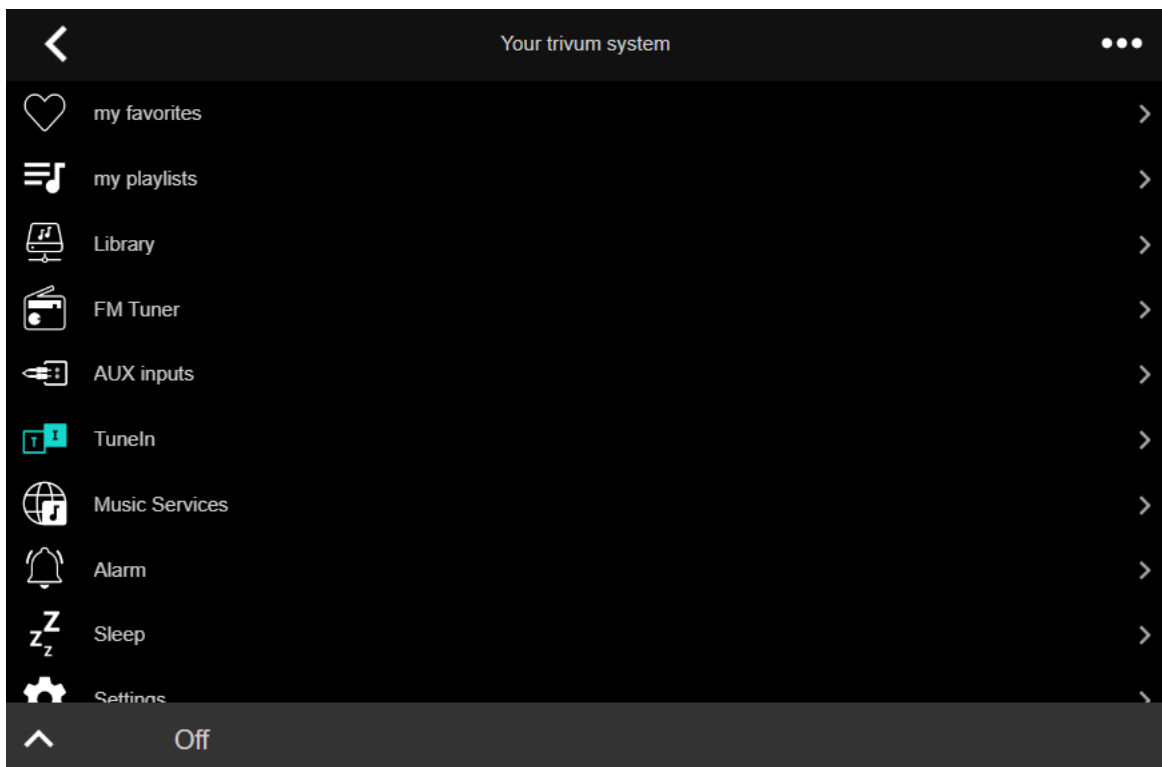 Your trivum system
my favorites
my playlists
Library
FM Tuner
AUX inputs
T I TuneIn
Music Services
Alarm
Z Z z Sleep
Settings
Off